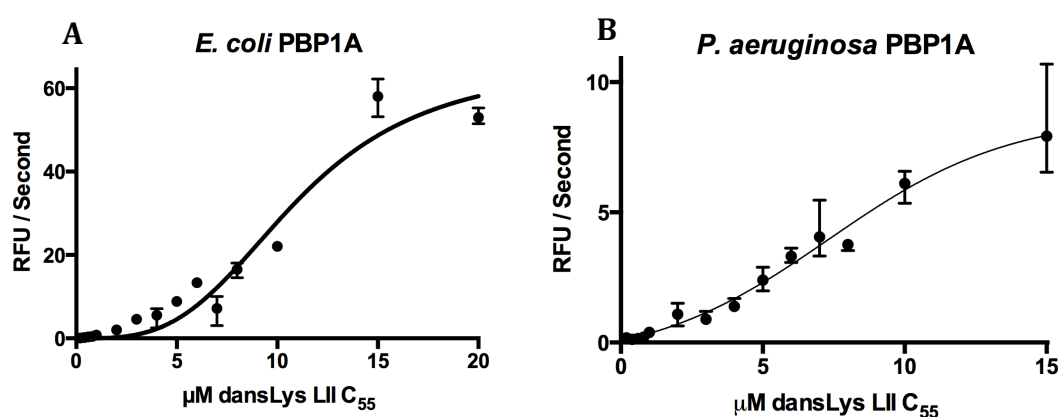 A
E. coli PBP1A
RFU / Second
60
40
20
0
0 5 10 15 20
µM dansLys LII C55
B
P. aeruginosa PBP1A
RFU / Second
10
5
0
0 5 10 15
µM dansLys LII C55